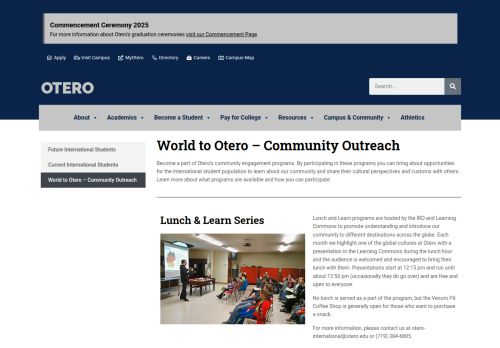 Commencement Ceremony 2025
For more information about Otero's graduation ceremonies visit our Commencement Page
Apply Visit Campus MyOtero Directory Careers Campus Map
OTERO
Search...
About Academics Become a Student Pay for College Resources Campus & Community Athletics
Future International Students
Current International Students
World to Otero – Community Outreach
World to Otero – Community Outreach
Become a part of Otero's community engagement programs. By participating in these programs you can bring about opportunities
for the international student population to learn about our community and share their cultural perspectives and customs with others.
Learn more about what programs are available and how you can participate.
Lunch & Learn Series
Lunch and Learn programs are hosted by the IRO and Learning
Commons to promote understanding and introduce our
community to different destinations across the globe. Each
month we highlight one of the global cultures at Otero with a
presentation in the Learning Commons during the lunch hour
and the audience is welcomed and encouraged to bring their
lunch with them. Presentations start at 12:15 pm and run until
about 12:50 pm (occasionally they do go over) and are free and
open to everyone.
No lunch is served as a part of the program, but the Venom Pit
Coffee Shop is generally open for those who want to purchase
a snack.
For more information, please contact us at otero-
international@otero.edu or (719) 384-6805.